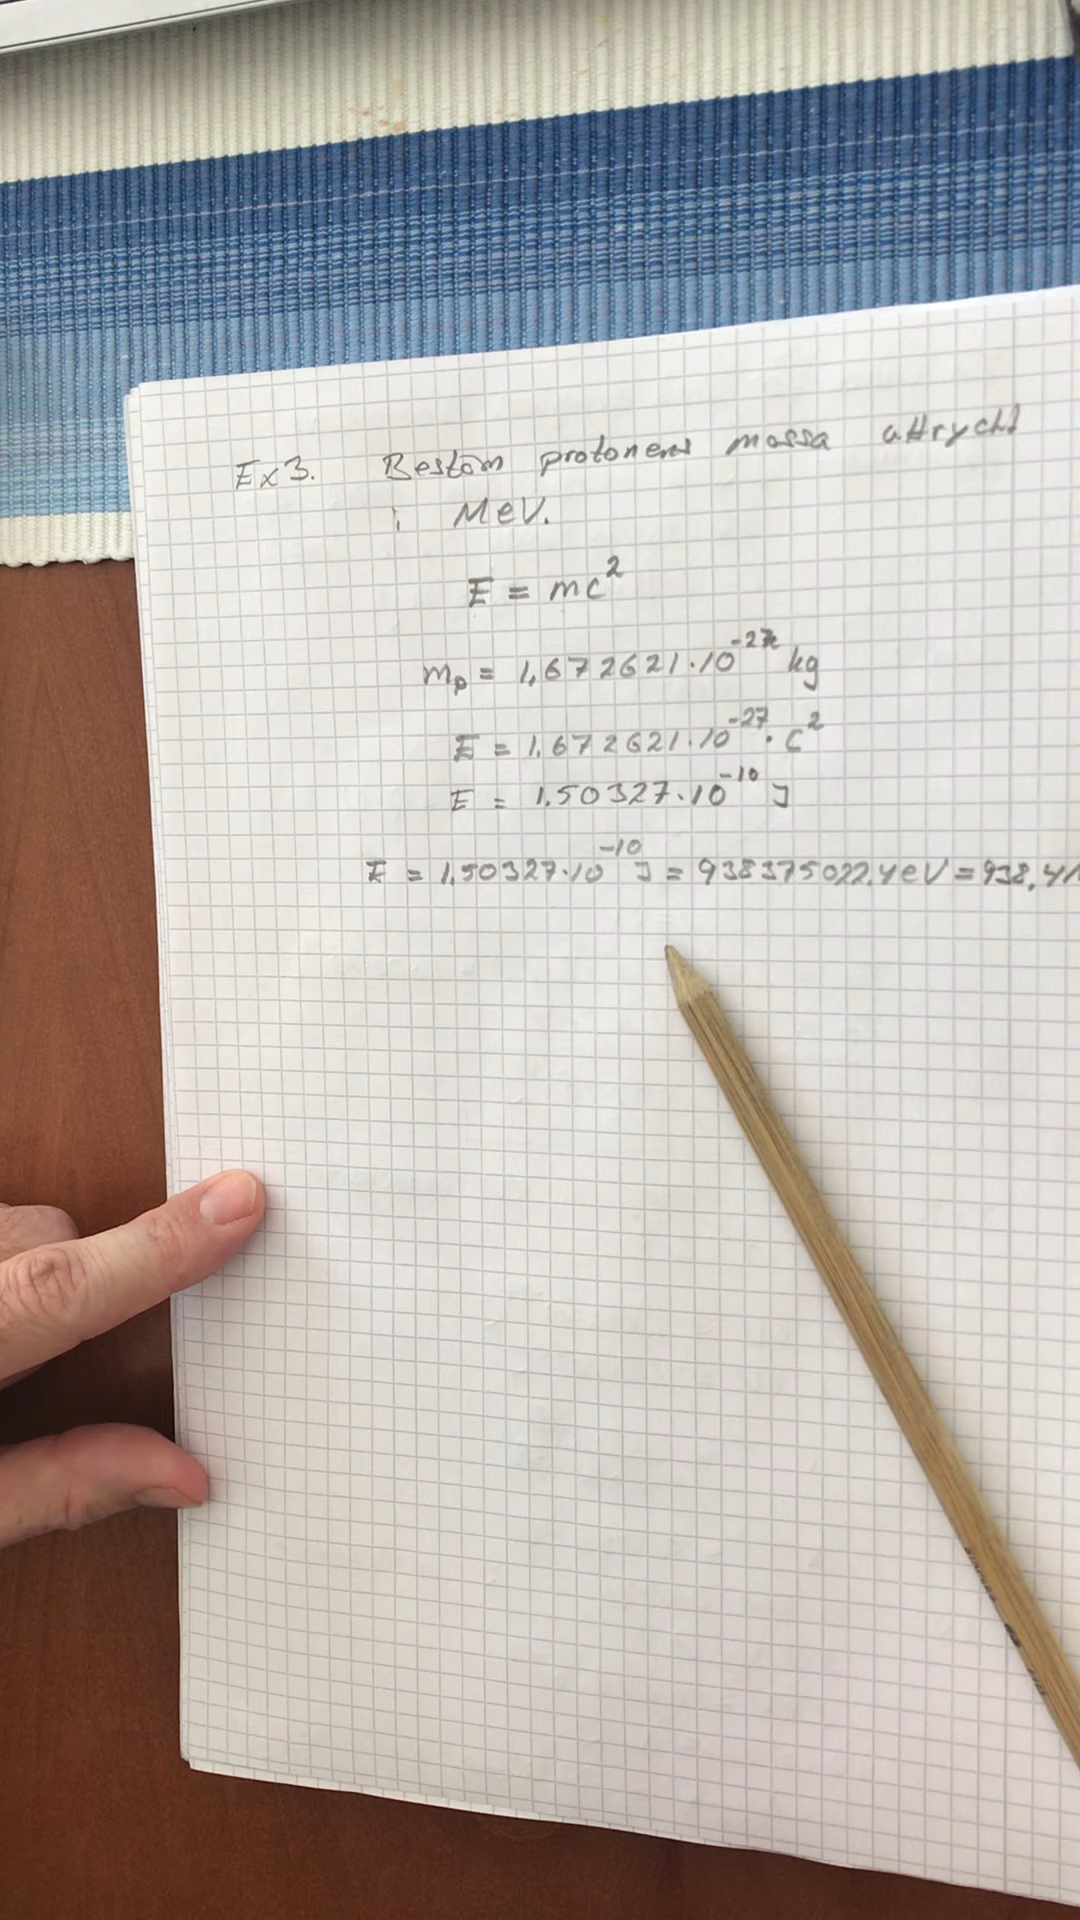 Ex3. Bestäm protonens massa uttryckt
i MeV.
E = mc²
mₚ = 1,672621·10⁻²⁷ kg
E = 1,672621·10⁻²⁷· c²
E = 1,50327·10⁻¹⁰ J
E = 1,50327·10⁻¹⁰ J = 938375022,4eV = 938,4M